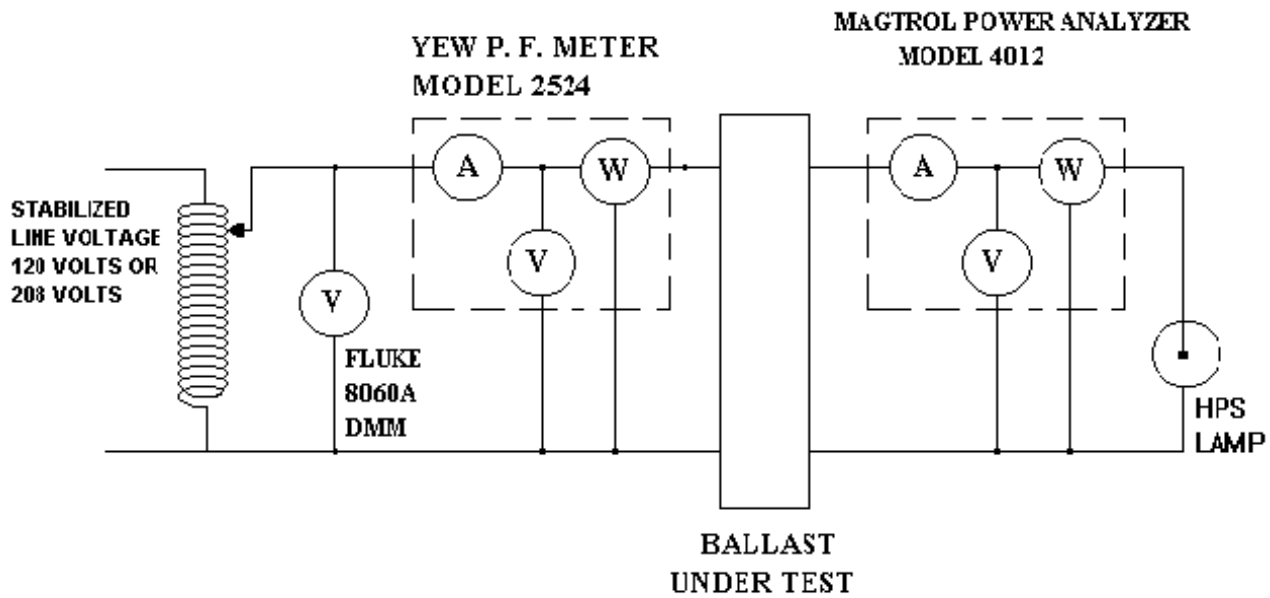 YEW P. F. METER
MODEL 2524
MAGTROL POWER ANALYZER
MODEL 4012
A
W
V
A
W
V
STABILIZED
LINE VOLTAGE
120 VOLTS OR
208 VOLTS
V
FLUKE
8060A
DMM
HPS
LAMP
BALLAST
UNDER TEST